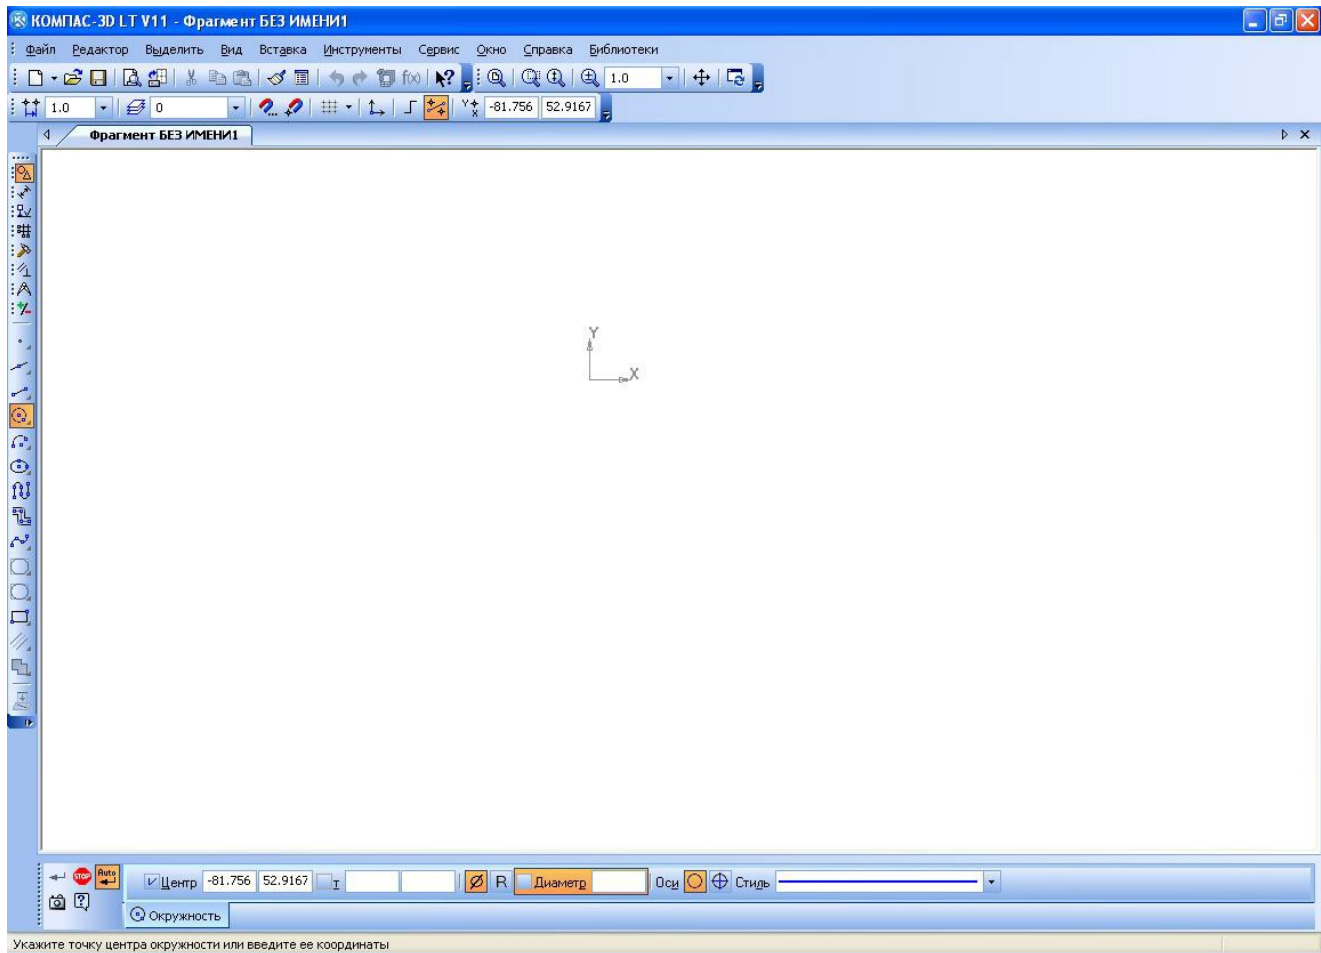 КОМПАС-3D LT V11 - Фрагмент БЕЗ ИМЕНИ1
Файл Редактор Выделить Вид Вставка Инструменты Сервис Окно Справка Библиотеки
f(x) 1.0
1.0 0 Y X -81.756 52.9167
Фрагмент БЕЗ ИМЕНИ1
Y
X
STOP Auto Центр -81.756 52.9167 т R Диаметр Оси Стиль
Окружность
Укажите точку центра окружности или введите ее координаты